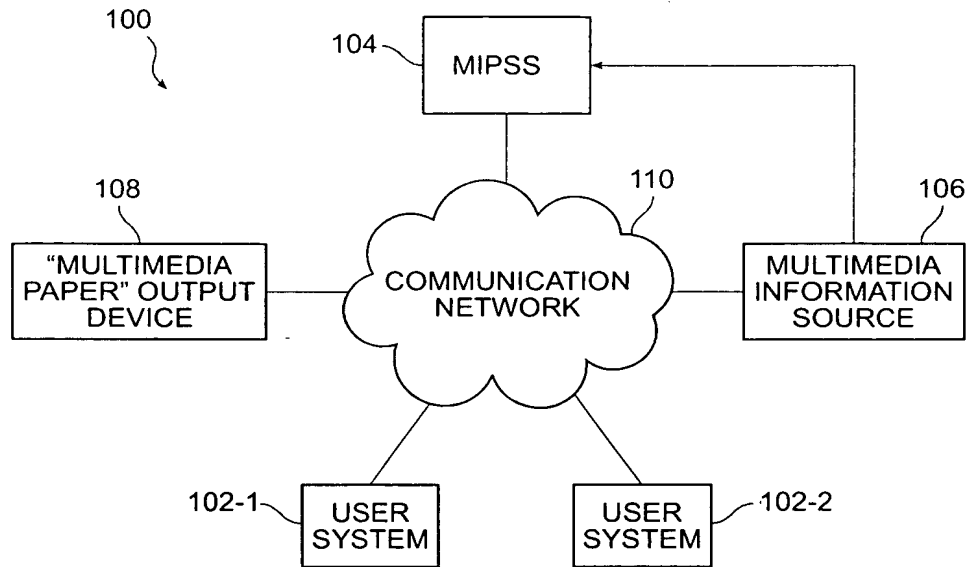 100
104
MIPSS
108
110
106
“MULTIMEDIA
PAPER” OUTPUT
DEVICE
COMMUNICATION
NETWORK
MULTIMEDIA
INFORMATION
SOURCE
102-1
USER
SYSTEM
USER
SYSTEM
102-2